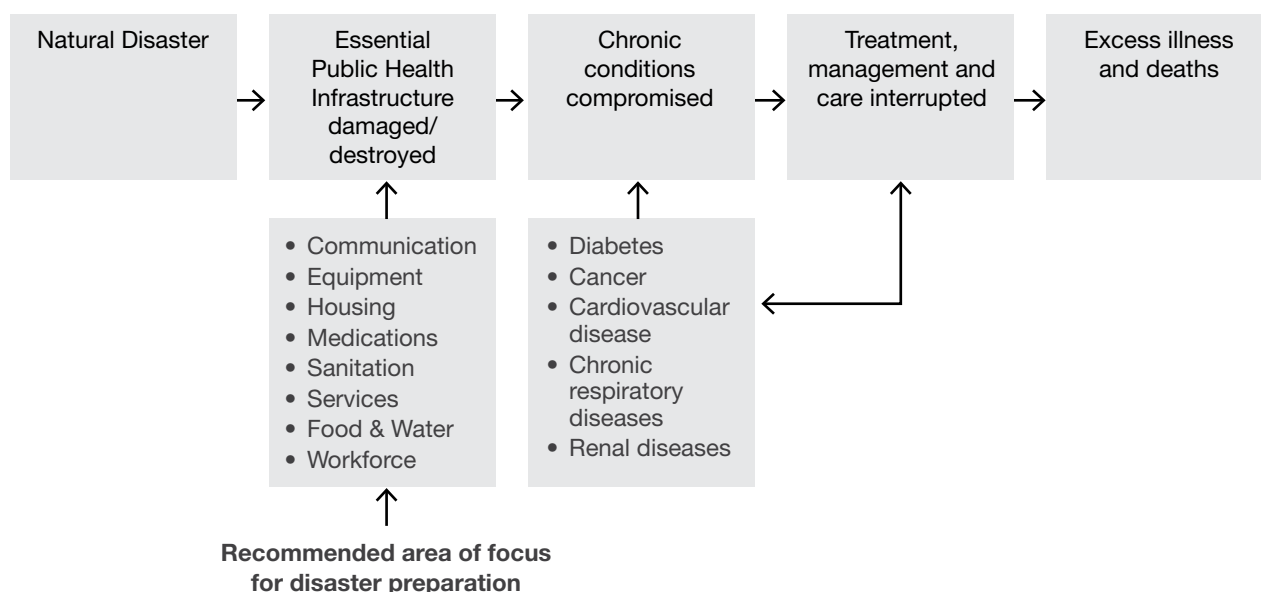 Natural Disaster
Essential
Public Health
Infrastructure
damaged/
destroyed
Chronic
conditions
compromised
Treatment,
management and
care interrupted
Excess illness
and deaths
• Communication
• Equipment
• Housing
• Medications
• Sanitation
• Services
• Food & Water
• Workforce
• Diabetes
• Cancer
• Cardiovascular
disease
• Chronic
respiratory
diseases
• Renal diseases
Recommended area of focus
for disaster preparation